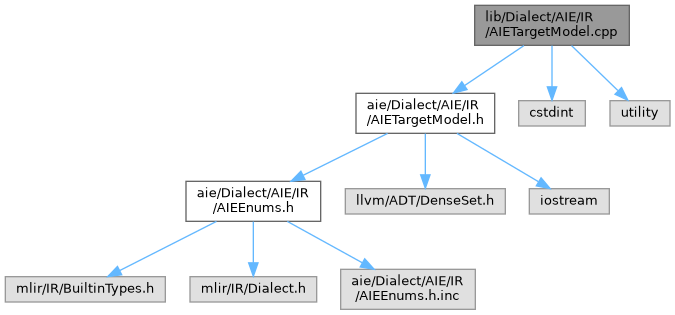 lib/Dialect/AIE/IR
/AIETargetModel.cpp
aie/Dialect/AIE/IR
/AIETargetModel.h
cstdint
utility
aie/Dialect/AIE/IR
/AIEEnums.h
llvm/ADT/DenseSet.h
iostream
mlir/IR/BuiltinTypes.h
mlir/IR/Dialect.h
aie/Dialect/AIE/IR
/AIEEnums.h.inc